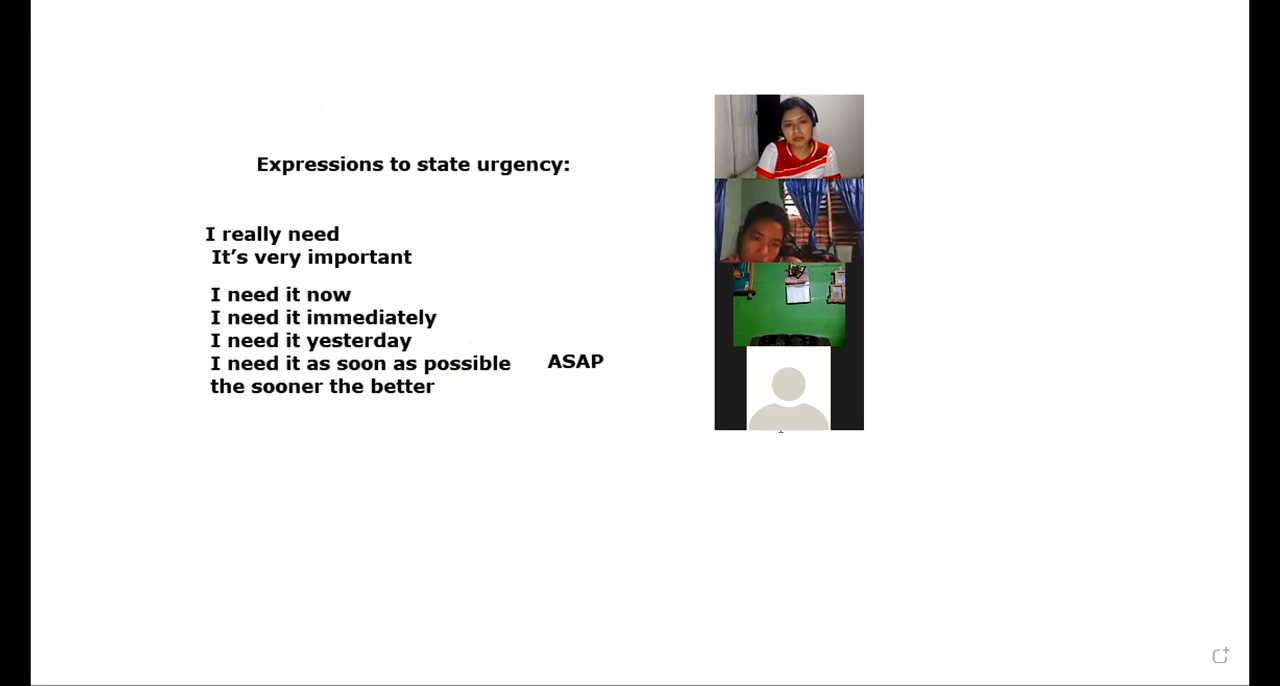 Expressions to state urgency:
I really need
It’s very important
I need it now
I need it immediately
I need it yesterday
I need it as soon as possible ASAP
the sooner the better